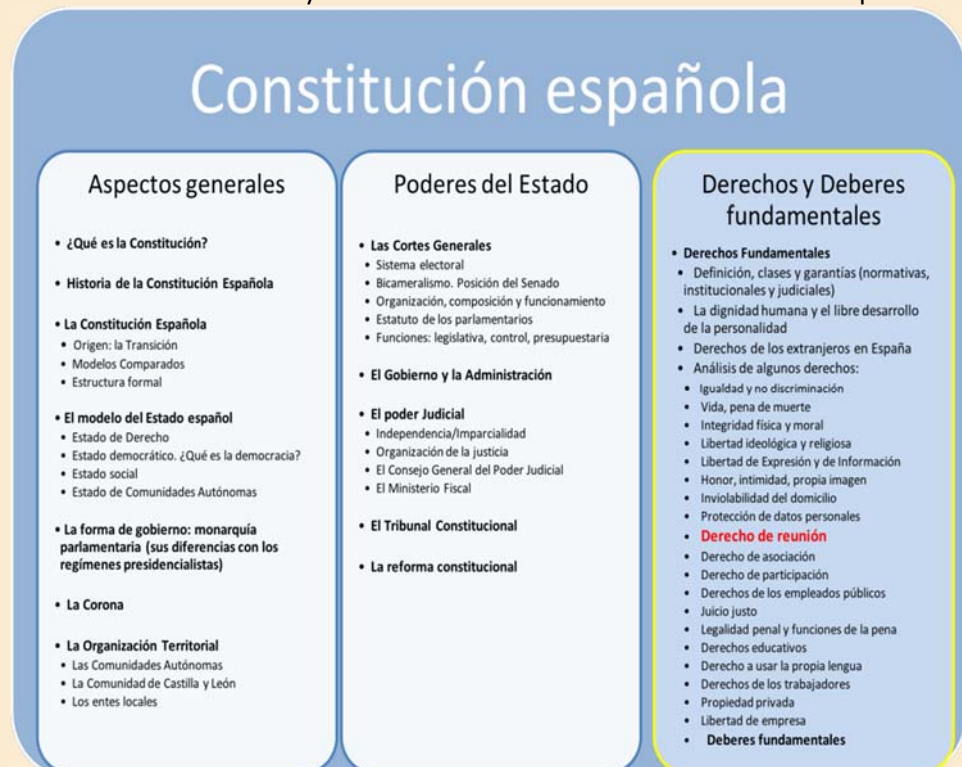 Constitución española
Aspectos generales
• ¿Qué es la Constitución?
• Historia de la Constitución Española
• La Constitución Española
• Origen: la Transición
• Modelos Comparados
• Estructura formal
• El modelo del Estado español
• Estado de Derecho
• Estado democrático. ¿Qué es la democracia?
• Estado social
• Estado de Comunidades Autónomas
• La forma de gobierno: monarquía
parlamentaria (sus diferencias con los
regímenes presidencialistas)
• La Corona
• La Organización Territorial
• Las Comunidades Autónomas
• La Comunidad de Castilla y León
• Los entes locales
Poderes del Estado
• Las Cortes Generales
• Sistema electoral
• Bicameralismo. Posición del Senado
• Organización, composición y funcionamiento
• Estatuto de los parlamentarios
• Funciones: legislativa, control, presupuestaria
• El Gobierno y la Administración
• El poder Judicial
• Independencia/Imparcialidad
• Organización de la justicia
• El Consejo General del Poder Judicial
• El Ministerio Fiscal
• El Tribunal Constitucional
• La reforma constitucional
Derechos y Deberes
fundamentales
• Derechos Fundamentales
• Definición, clases y garantías (normativas,
institucionales y judiciales)
• La dignidad humana y el libre desarrollo
de la personalidad
• Derechos de los extranjeros en España
• Análisis de algunos derechos:
• Igualdad y no discriminación
• Vida, pena de muerte
• Integridad física y moral
• Libertad ideológica y religiosa
• Libertad de Expresión y de Información
• Honor, intimidad, propia imagen
• Inviolabilidad del domicilio
• Protección de datos personales
• Derecho de reunión
• Derecho de asociación
• Derecho de participación
• Derechos de los empleados públicos
• Juicio justo
• Legalidad penal y funciones de la pena
• Derechos educativos
• Derecho a usar la propia lengua
• Derechos de los trabajadores
• Propiedad privada
• Libertad de empresa
• Deberes fundamentales